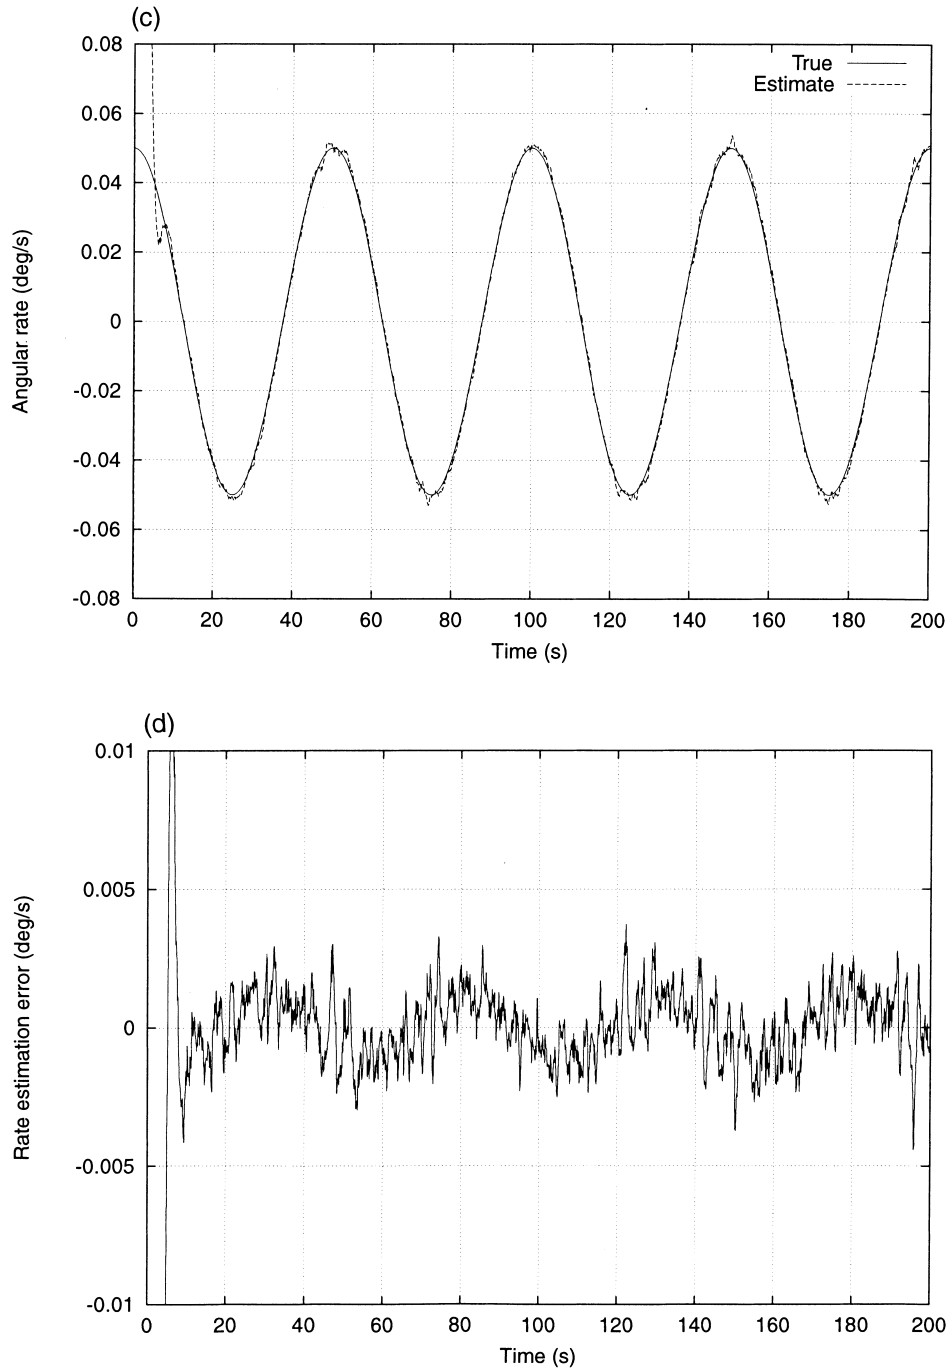 (c)
0.08
0.06
0.04
0.02
0
-0.02
-0.04
-0.06
-0.08
Angular rate (deg/s)
True
Estimate
0 20 40 60 80 100 120 140 160 180 200
Time (s)
(d)
0.01
0.005
0
-0.005
-0.01
Rate estimation error (deg/s)
0 20 40 60 80 100 120 140 160 180 200
Time (s)